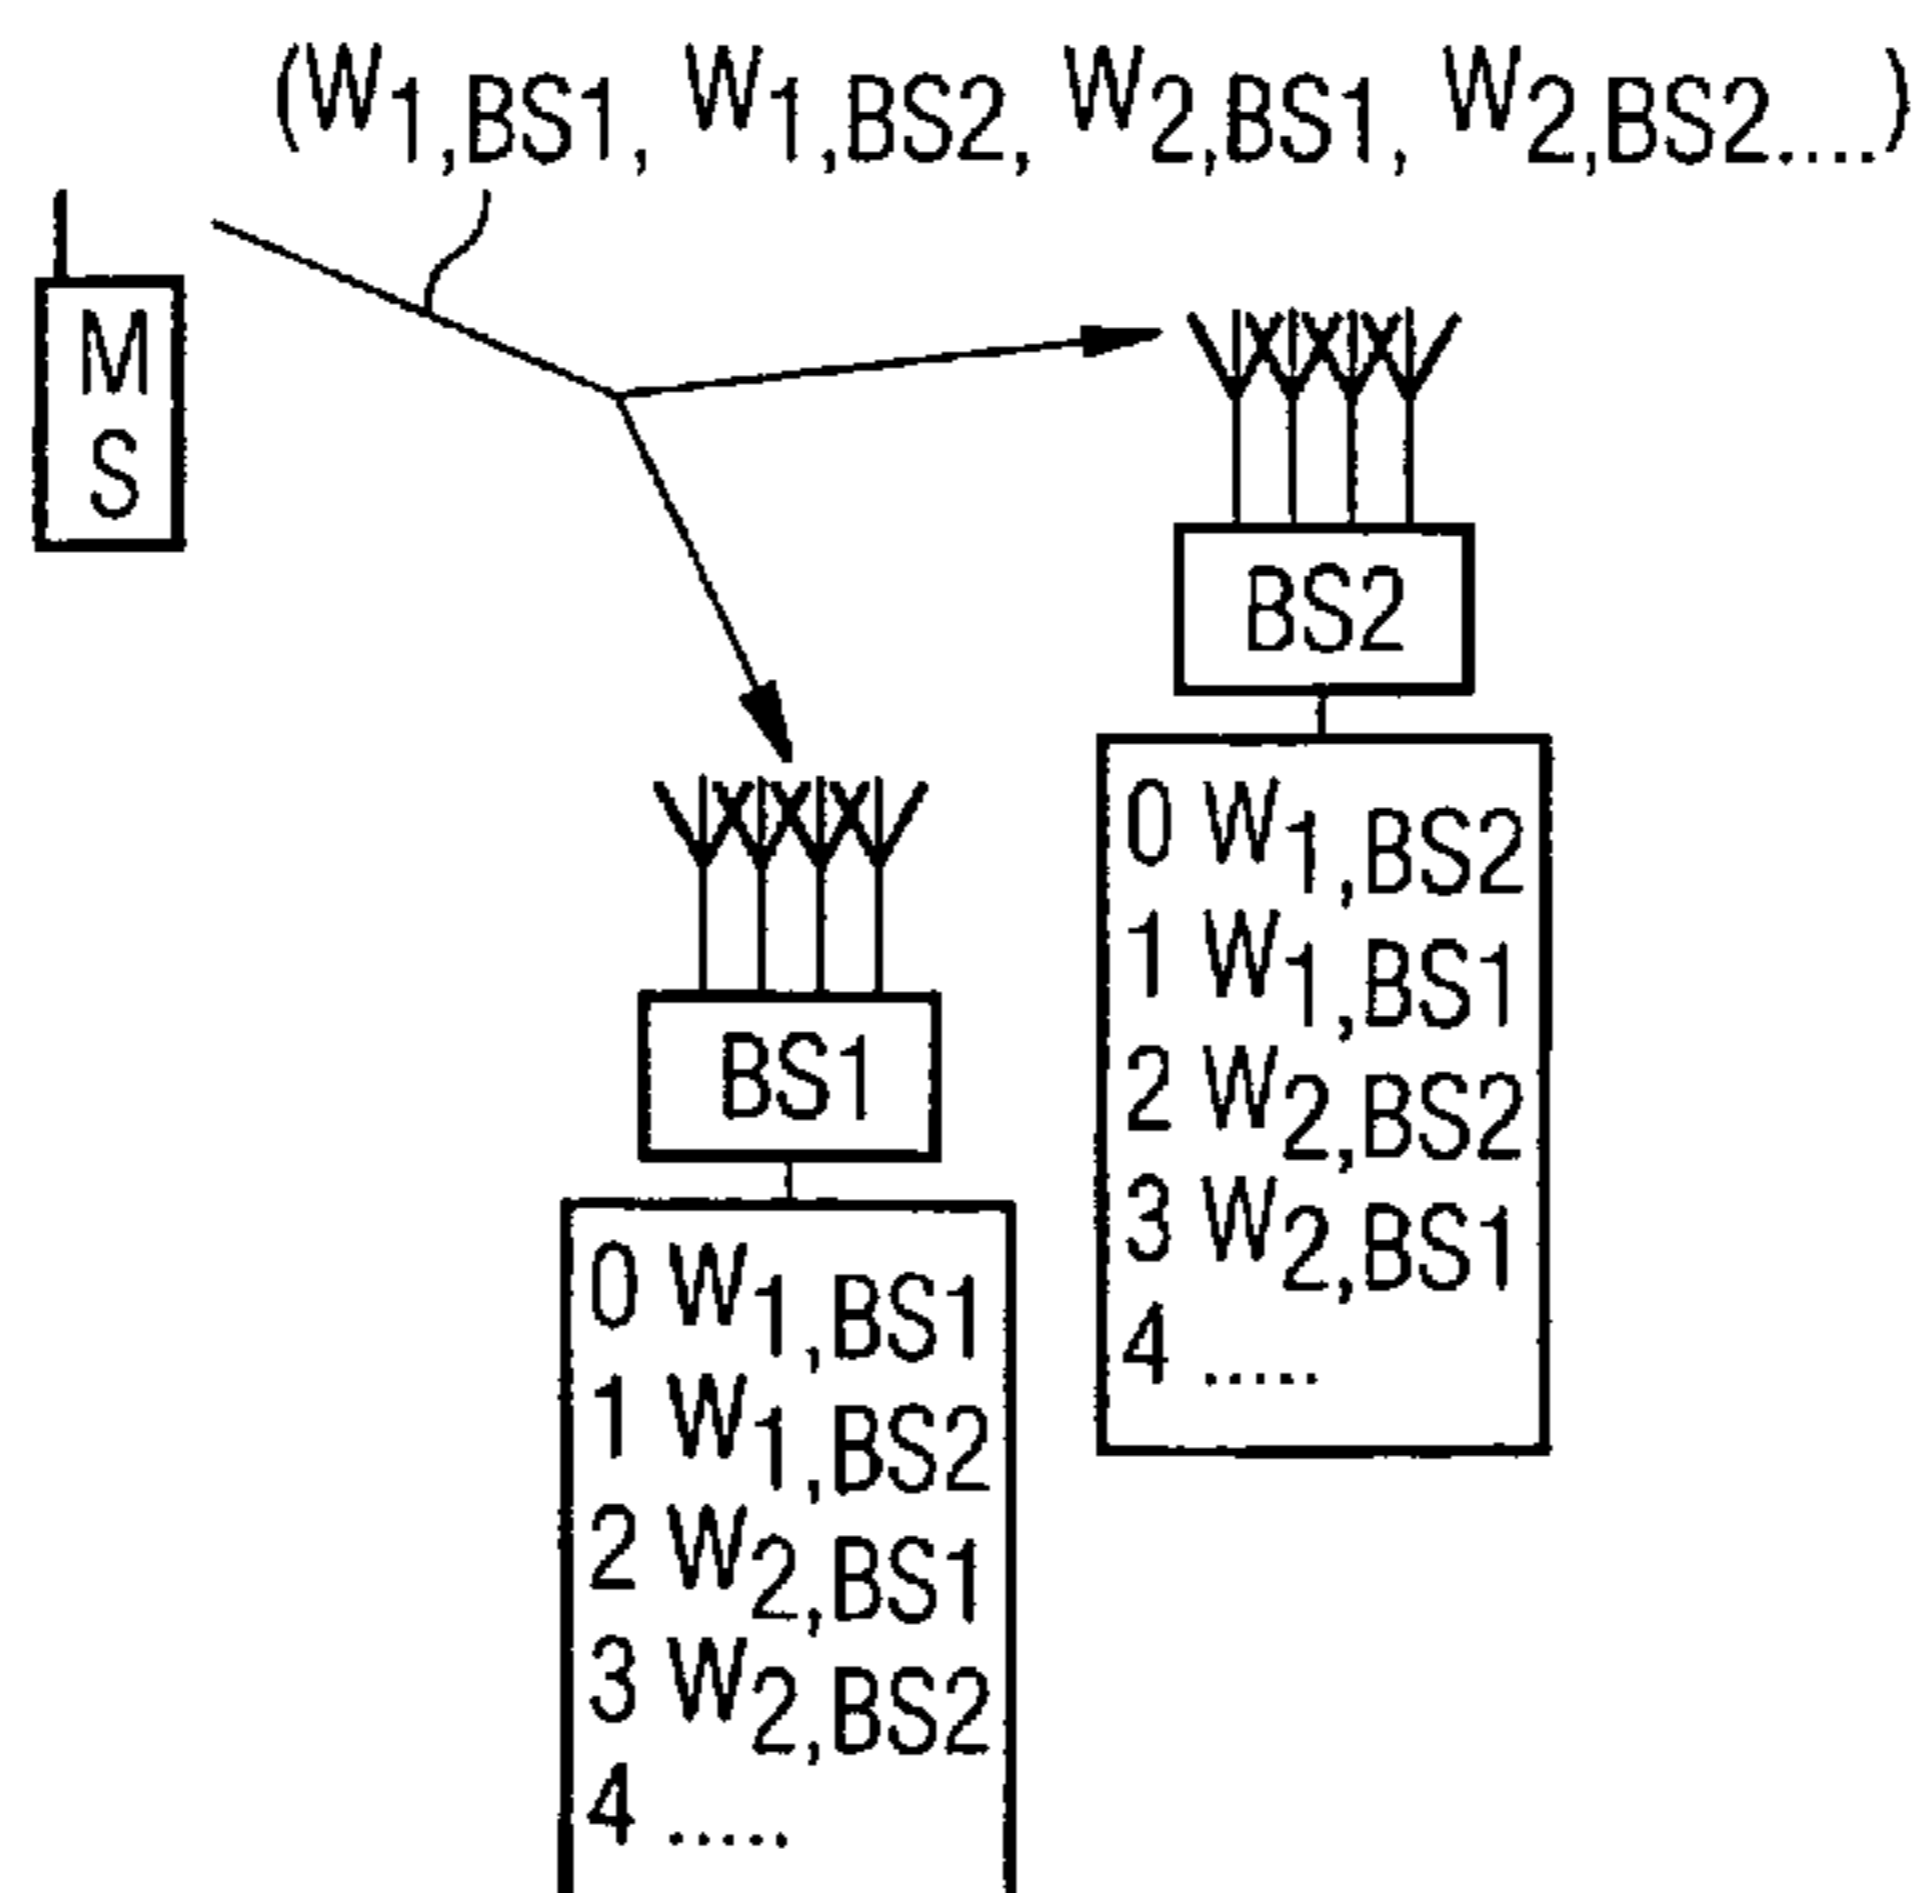 (W1,BS1, W1,BS2, W2,BS1, W2,BS2....)
M
S
BS2
0 W1,BS2
1 W1,BS1
2 W2,BS2
3 W2,BS1
4 .....
BS1
0 W1,BS1
1 W1,BS2
2 W2,BS1
3 W2,BS2
4 .....